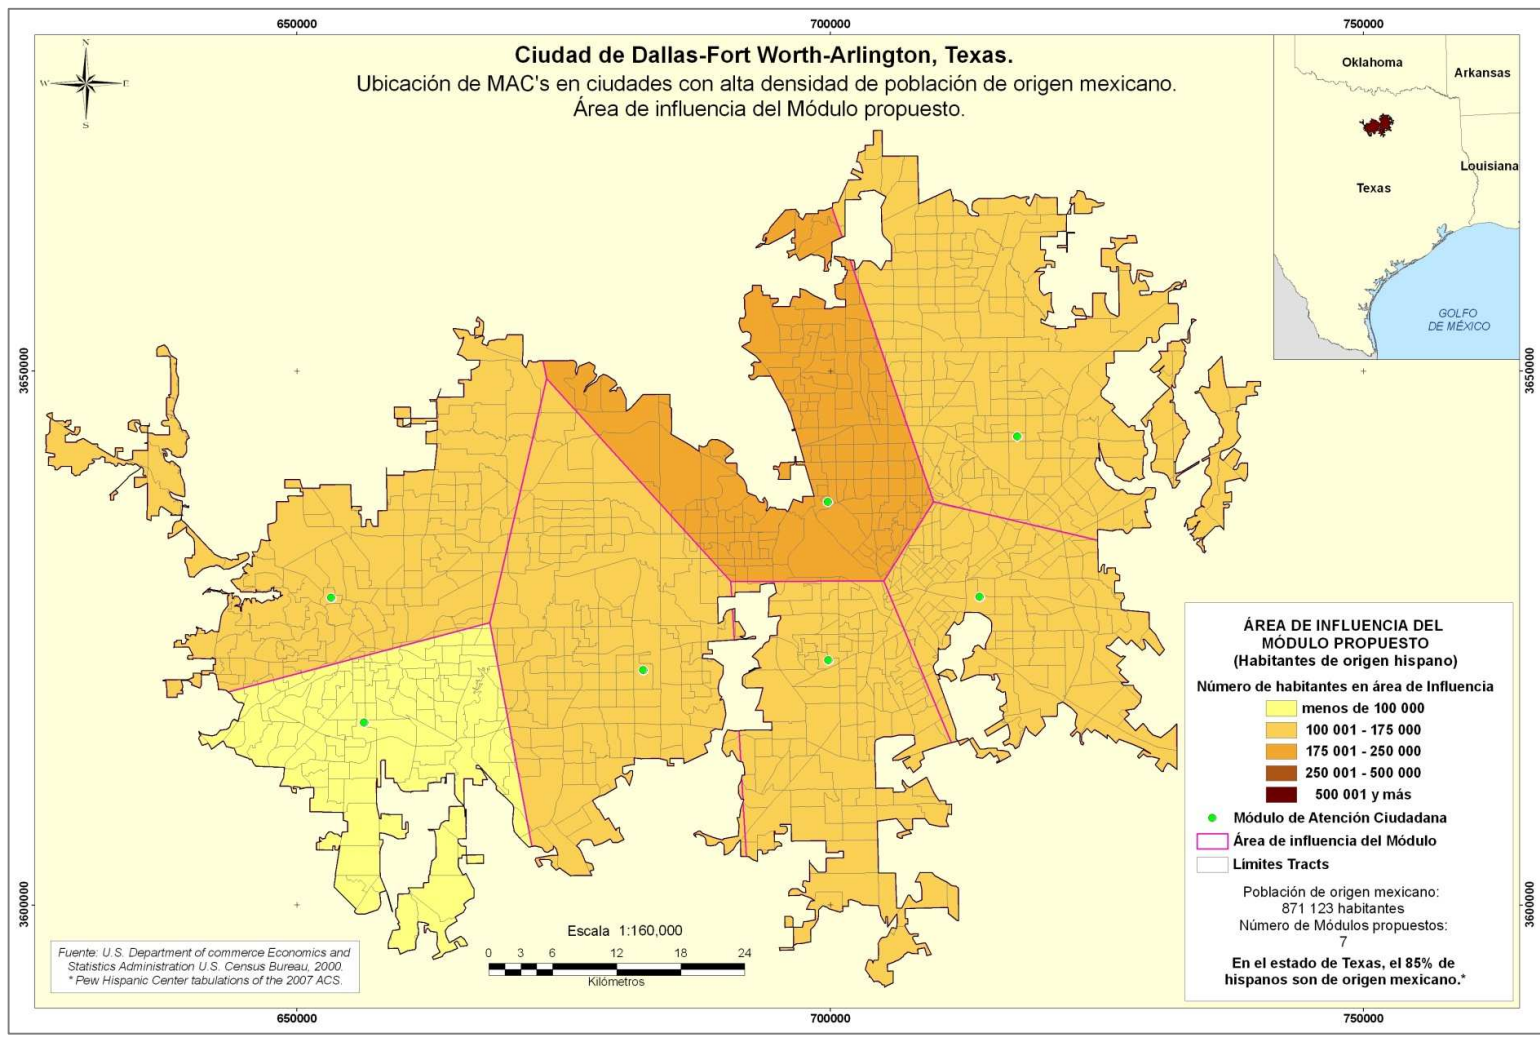 650000
700000
750000
Ciudad de Dallas-Fort Worth-Arlington, Texas.
Ubicación de MAC's en ciudades con alta densidad de población de origen mexicano.
Área de influencia del Módulo propuesto.
N
W
E
S
Oklahoma
Arkansas
Louisiana
Texas
GOLFO
DE MÉXICO
3650000
3650000
3600000
3600000
ÁREA DE INFLUENCIA DEL
MÓDULO PROPUESTO
(Habitantes de origen hispano)
Número de habitantes en área de Influencia
menos de 100 000
100 001 - 175 000
175 001 - 250 000
250 001 - 500 000
500 001 y más
Módulo de Atención Ciudadana
Área de influencia del Módulo
Límites Tracts
Población de origen mexicano:
871 123 habitantes
Número de Módulos propuestos:
7
En el estado de Texas, el 85% de
hispanos son de origen mexicano.*
Escala 1:160,000
0 3 6 12 18 24
Kilómetros
Fuente: U.S. Department of commerce Economics and
Statistics Administration U.S. Census Bureau, 2000.
* Pew Hispanic Center tabulations of the 2007 ACS.
650000
700000
750000